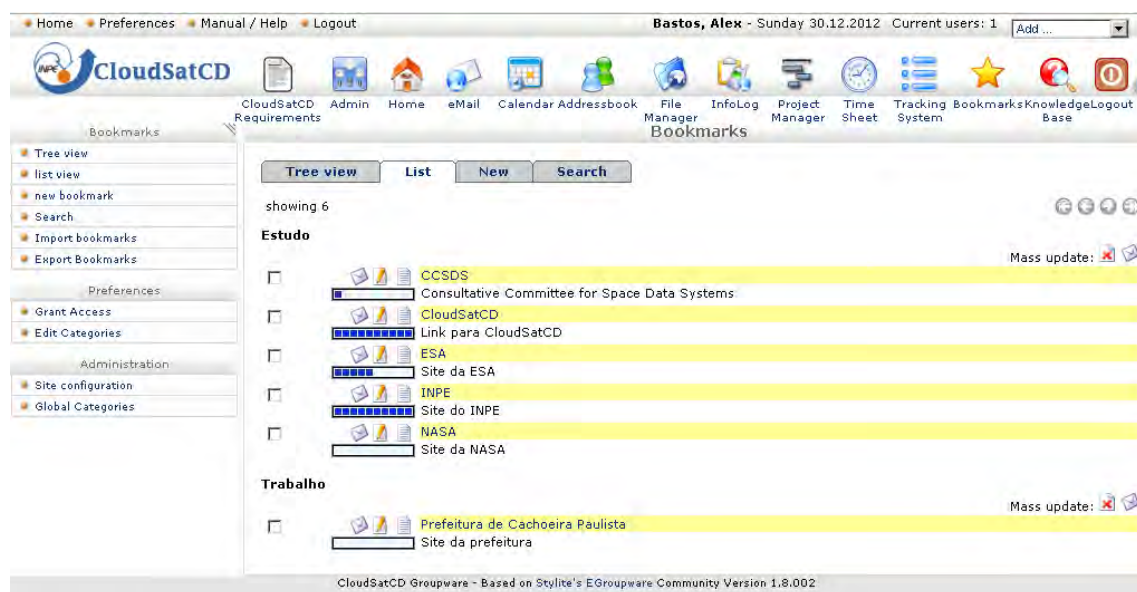 Home Preferences Manual / Help Logout Bastos, Alex - Sunday 30.12.2012 Current users: 1 Add ...
INPE CloudSatCD
CloudSatCD Requirements Admin Home eMail Calendar Addressbook File Manager InfoLog Project Manager Time Sheet Tracking System Bookmarks Knowledge Base Logout
Bookmarks
Bookmarks
Tree view
list view
new bookmark
Search
Import bookmarks
Export Bookmarks
Preferences
Grant Access
Edit Categories
Administration
Site configuration
Global Categories
Tree view List New Search
showing 6
Estudo
Mass update:
CCSDS
Consultative Committee for Space Data Systems
CloudSatCD
Link para CloudSatCD
ESA
Site da ESA
INPE
Site do INPE
NASA
Site da NASA
Trabalho
Mass update:
Prefeitura de Cachoeira Paulista
Site da prefeitura
CloudSatCD Groupware - Based on Stylite's EGroupware Community Version 1.8.002